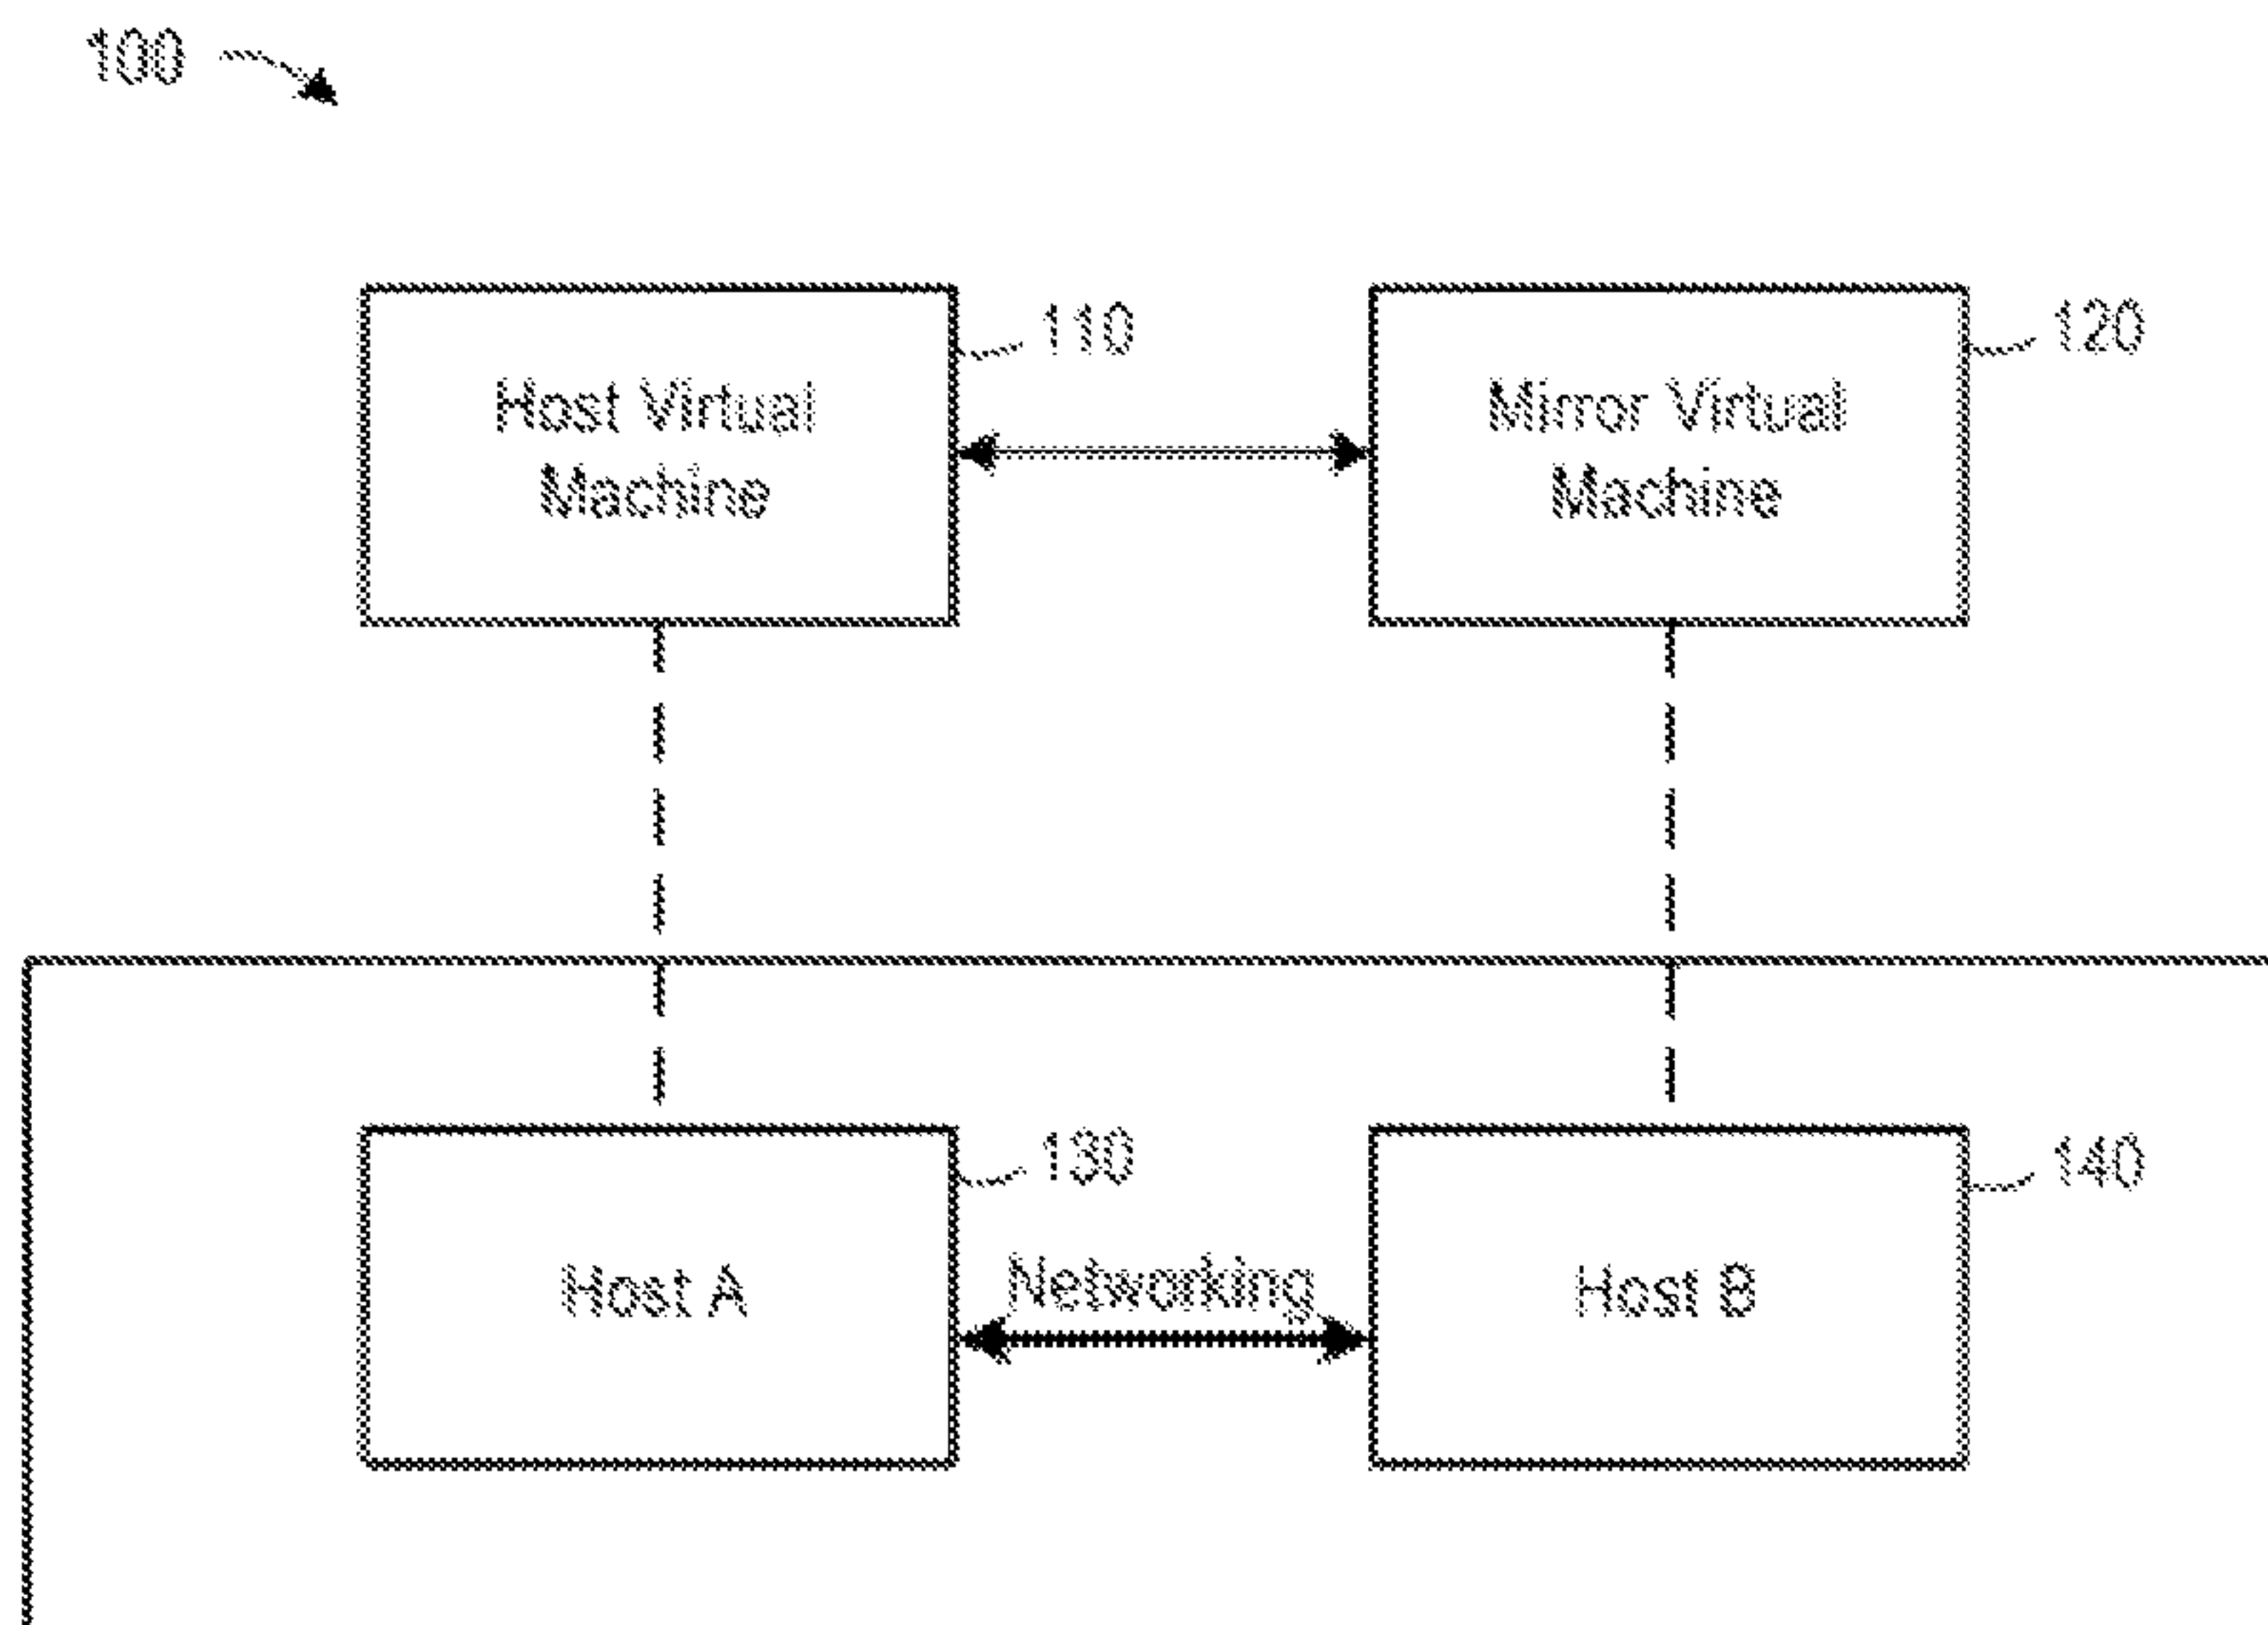 100
110
120
Host Virtual
Machine
Mirror Virtual
Machine
130
140
Host A
Networking
Host B